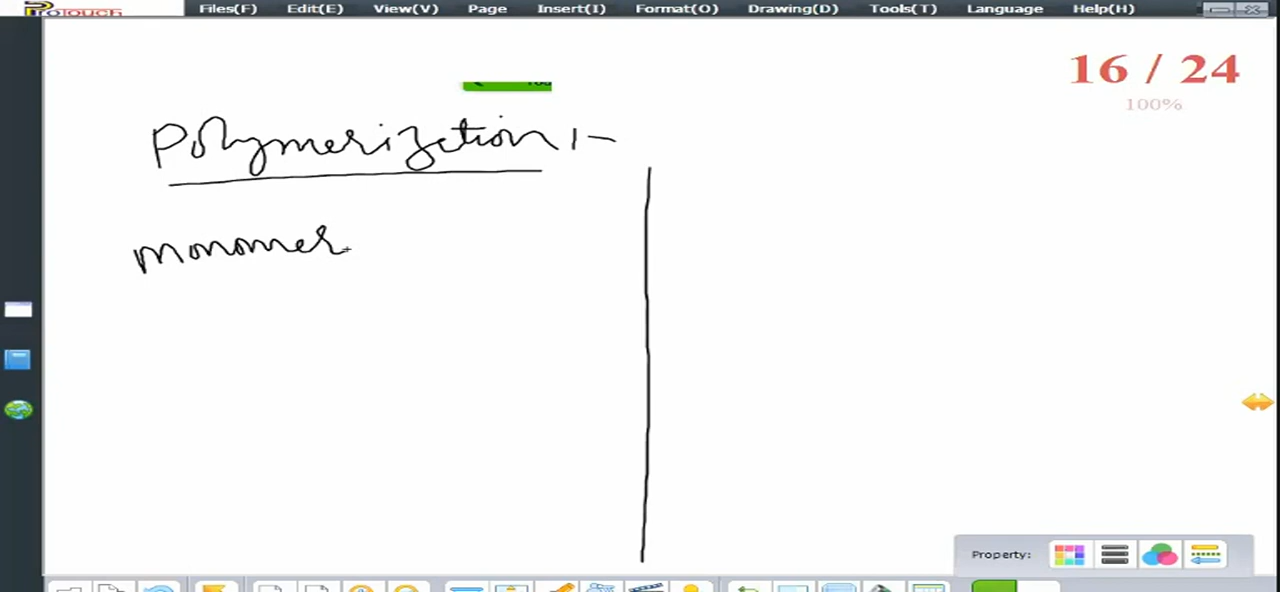 Files(F) Edit(E) View(V) Page Insert(I) Format(O) Drawing(D) Tools(T) Language Help(H)
16 / 24
100%
Polymerization :-
monomer
Property: